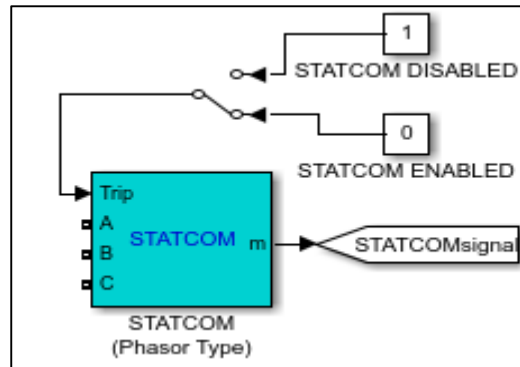 1
STATCOM DISABLED
0
STATCOM ENABLED
Trip
A
STATCOM
m
STATCOMsignal
B
C
STATCOM
(Phasor Type)